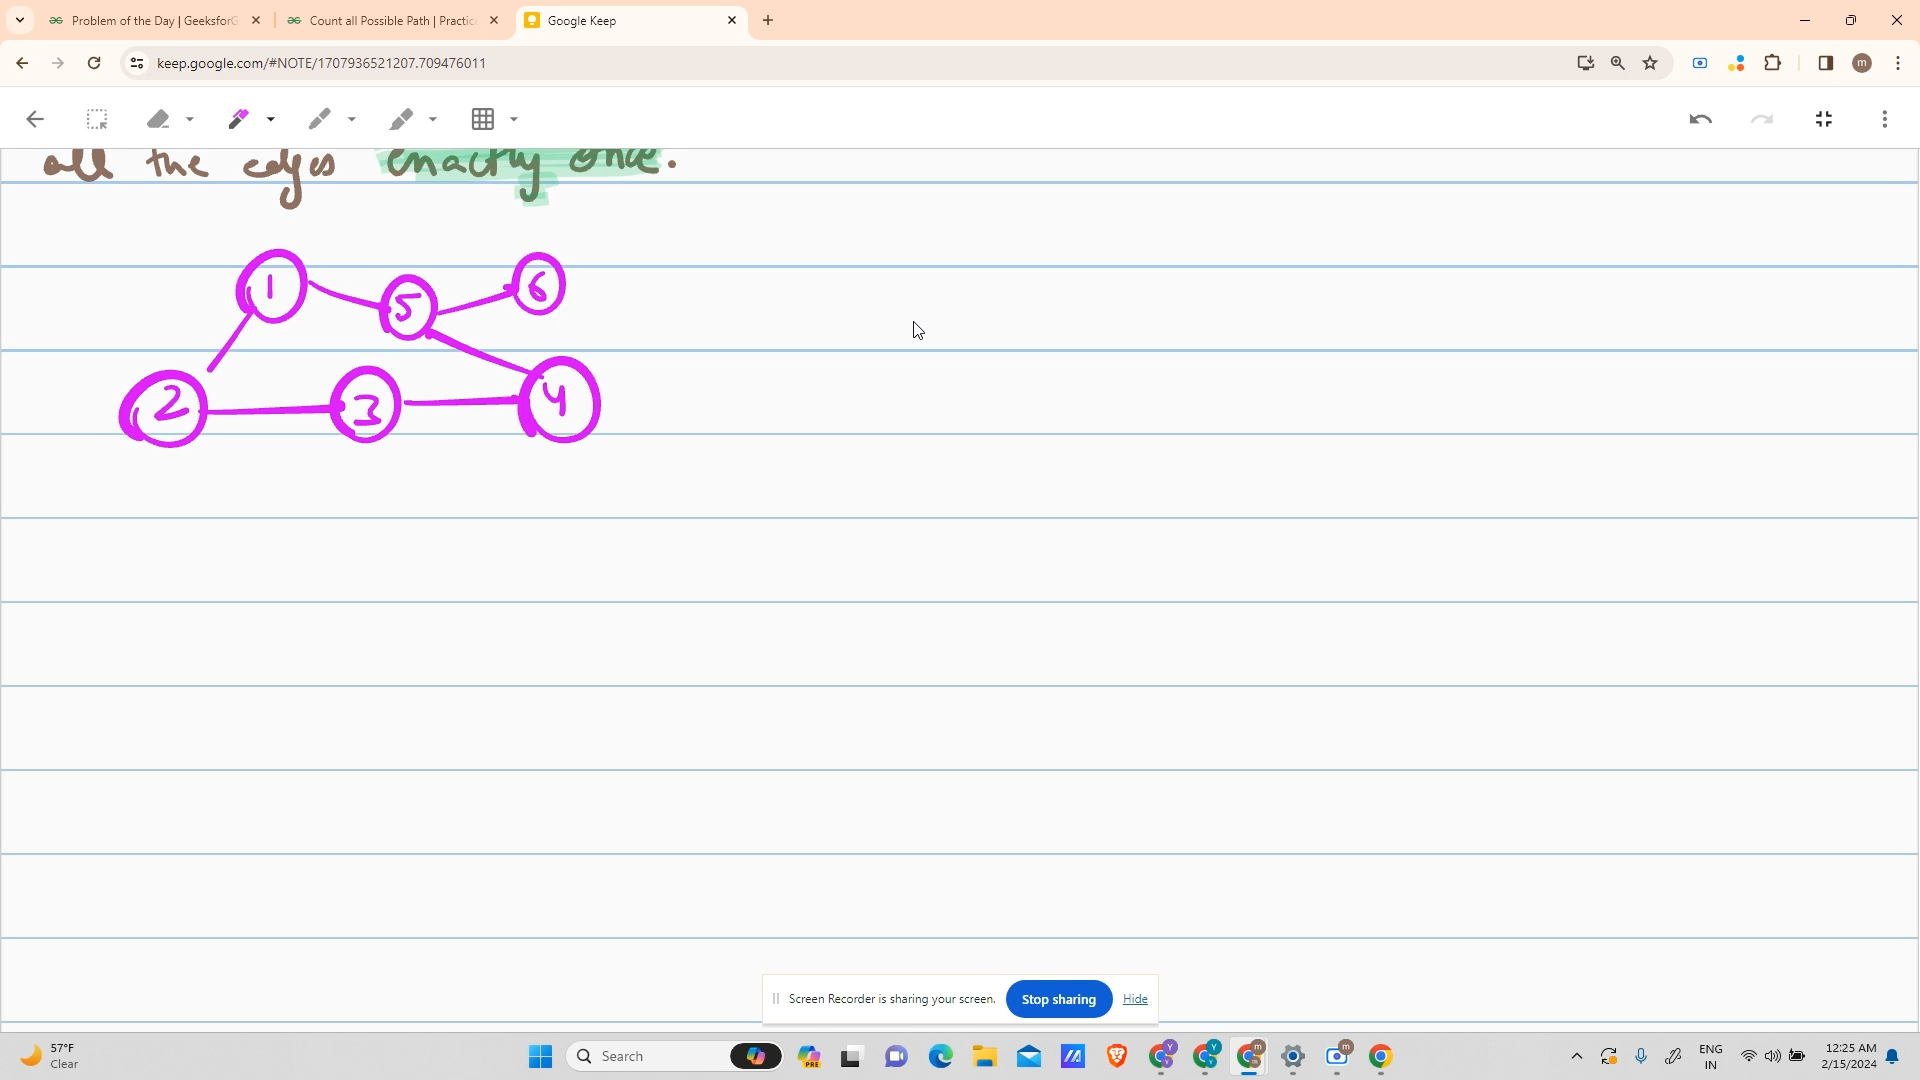 Problem of the Day | GeeksforG
Count all Possible Path | Practic
Google Keep
keep.google.com/#NOTE/1707936521207.709476011
m
all the edges exactly once.
1
5
6
2
3
4
Screen Recorder is sharing your screen.
Stop sharing
Hide
57°F
Clear
Search
PRE
Y
Y
m
m
ENG
IN
12:25 AM
2/15/2024